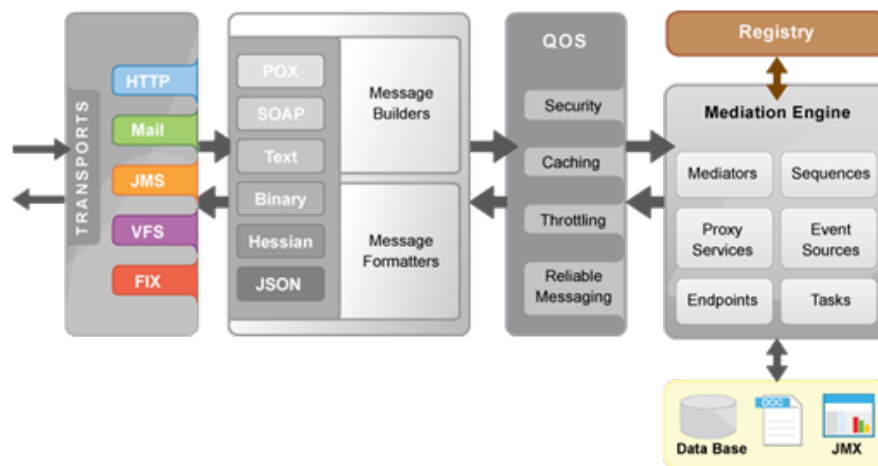 TRANSPORTS
HTTP
Mail
JMS
VFS
FIX
POX
SOAP
Text
Binary
Hessian
JSON
Message
Builders
Message
Formatters
QOS
Security
Caching
Throttling
Reliable
Messaging
Registry
Mediation Engine
Mediators
Sequences
Proxy
Services
Event
Sources
Endpoints
Tasks
DOC
Data Base
JMX